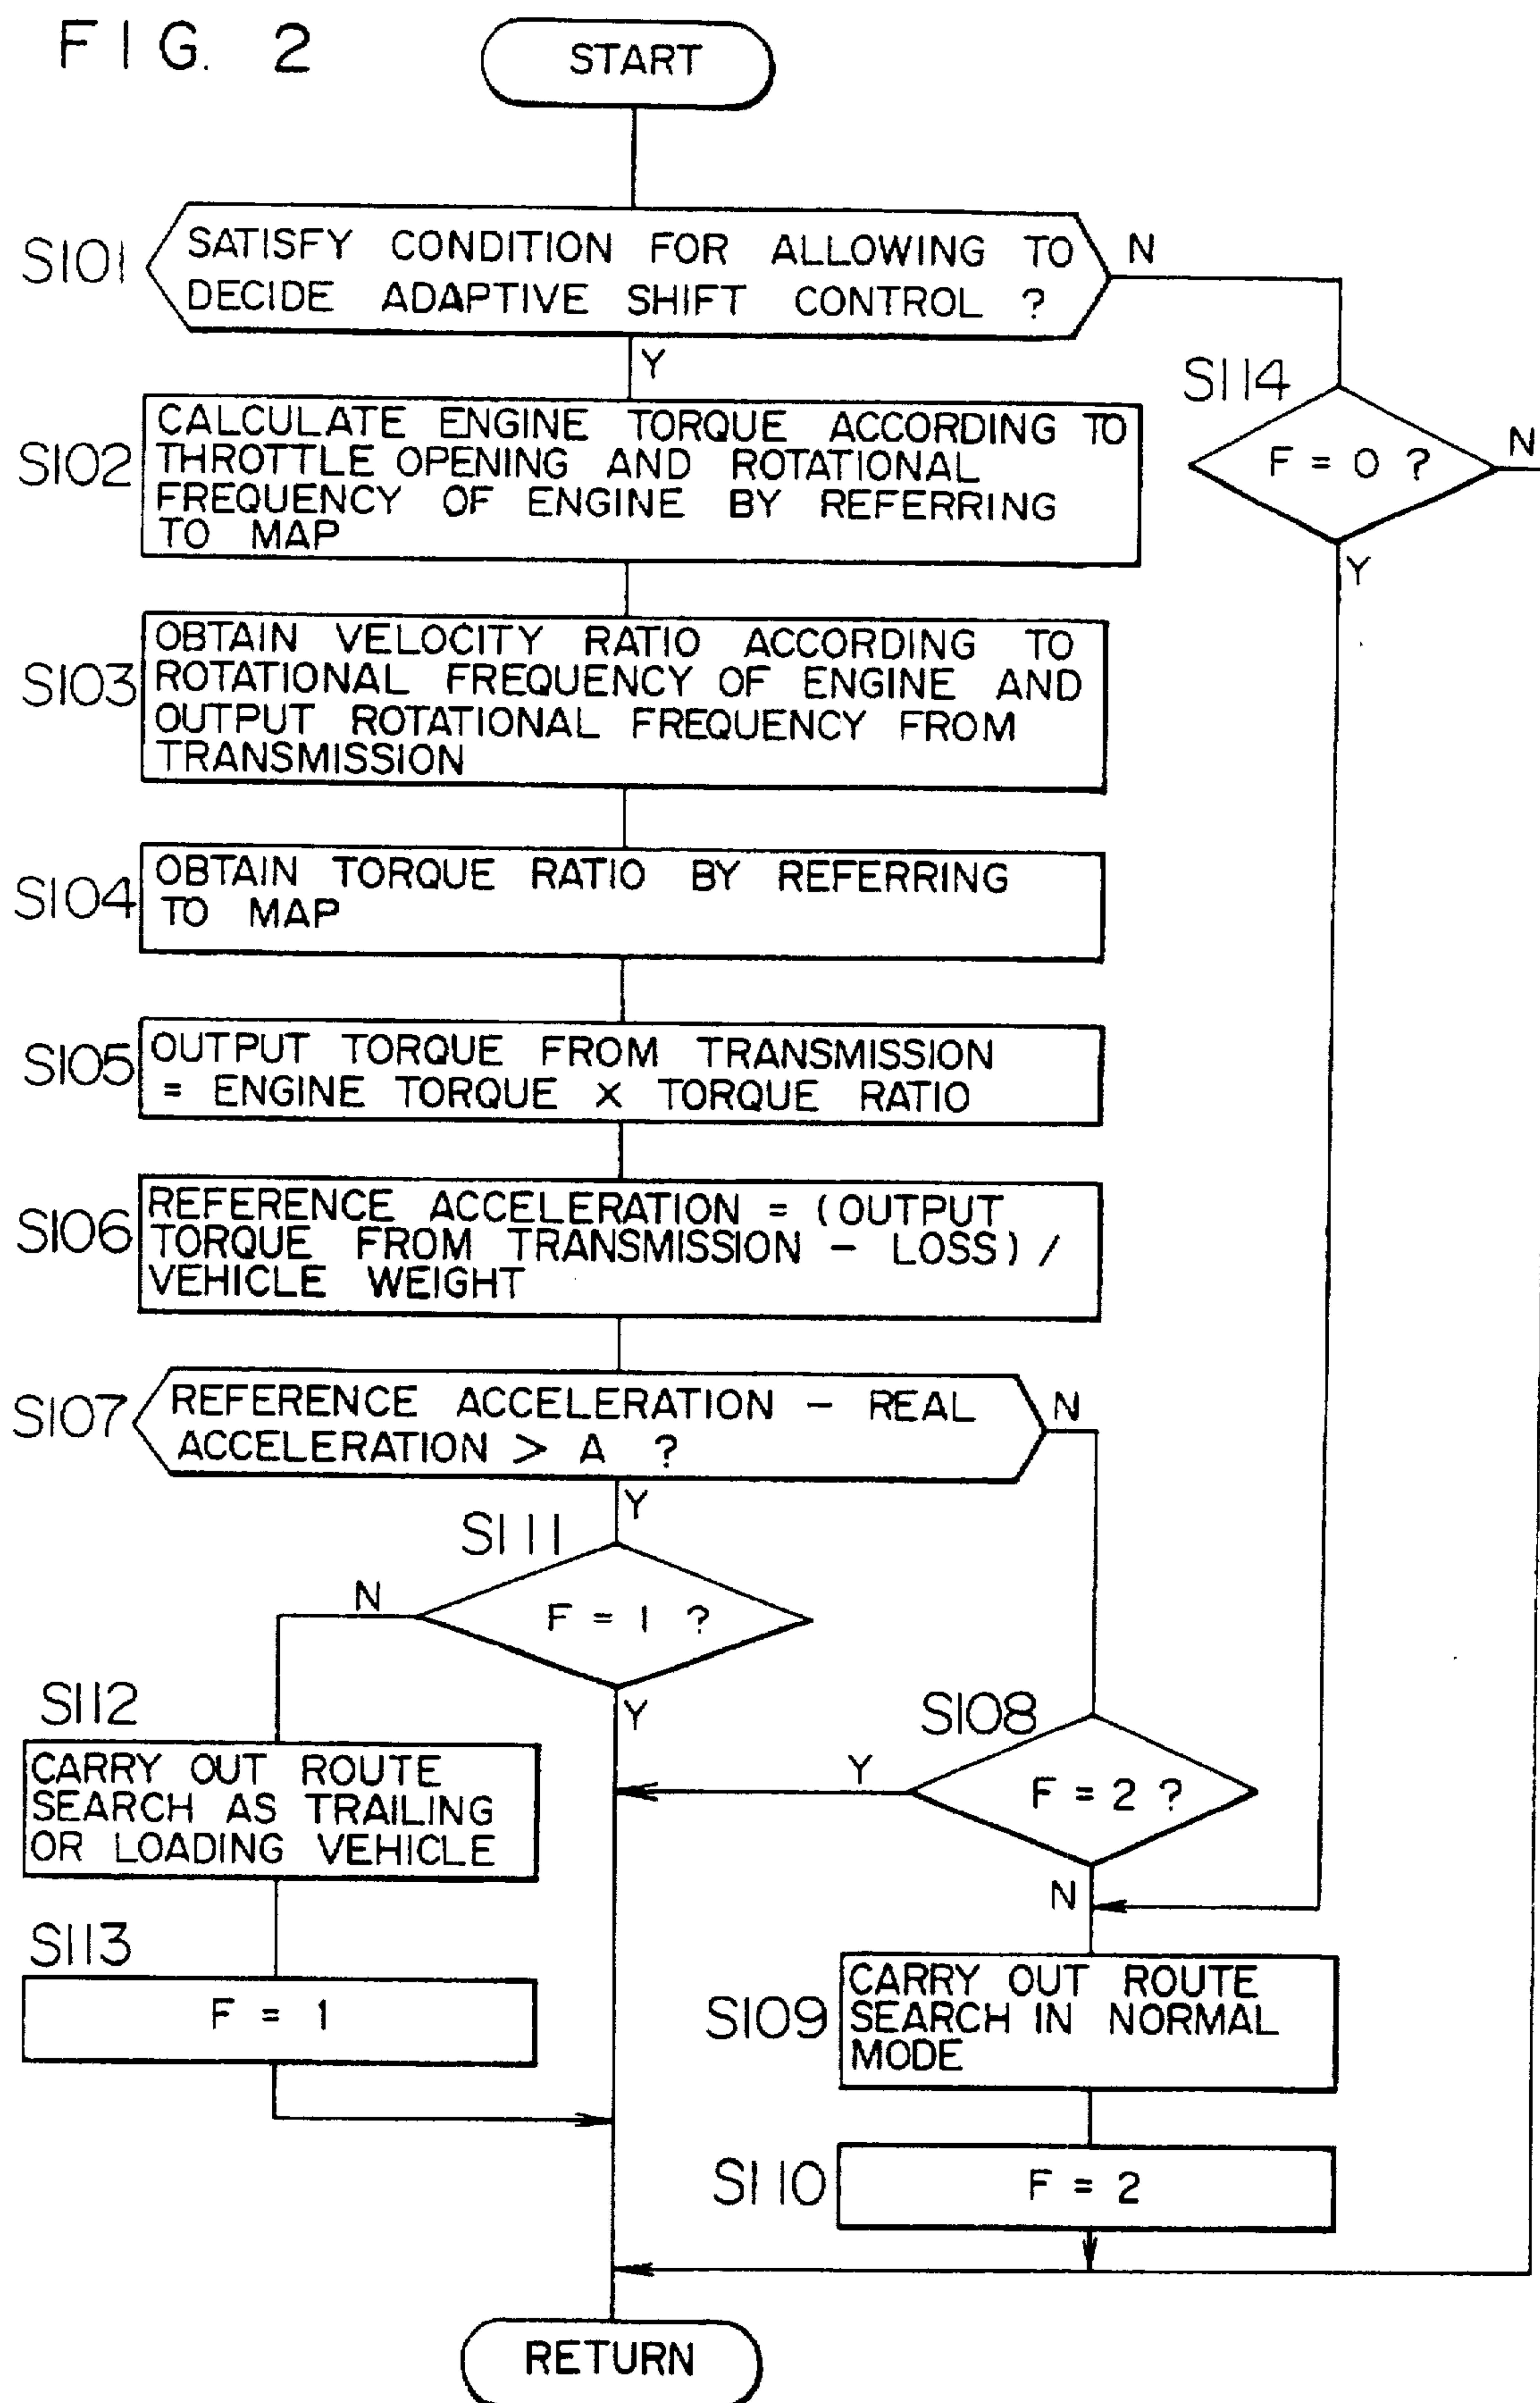 FIG. 2
START
S101
SATISFY CONDITION FOR ALLOWING TO
DECIDE ADAPTIVE SHIFT CONTROL ?
N
Y
S114
F = 0 ?
N
Y
S102
CALCULATE ENGINE TORQUE ACCORDING TO
THROTTLE OPENING AND ROTATIONAL
FREQUENCY OF ENGINE BY REFERRING
TO MAP
S103
OBTAIN VELOCITY RATIO ACCORDING TO
ROTATIONAL FREQUENCY OF ENGINE AND
OUTPUT ROTATIONAL FREQUENCY FROM
TRANSMISSION
S104
OBTAIN TORQUE RATIO BY REFERRING
TO MAP
S105
OUTPUT TORQUE FROM TRANSMISSION
= ENGINE TORQUE × TORQUE RATIO
S106
REFERENCE ACCELERATION = (OUTPUT
TORQUE FROM TRANSMISSION - LOSS) /
VEHICLE WEIGHT
S107
REFERENCE ACCELERATION - REAL
ACCELERATION > A ?
N
Y
S111
F = 1 ?
N
Y
S112
CARRY OUT ROUTE
SEARCH AS TRAILING
OR LOADING VEHICLE
S113
F = 1
S108
F = 2 ?
Y
N
S109
CARRY OUT ROUTE
SEARCH IN NORMAL
MODE
S110
F = 2
RETURN